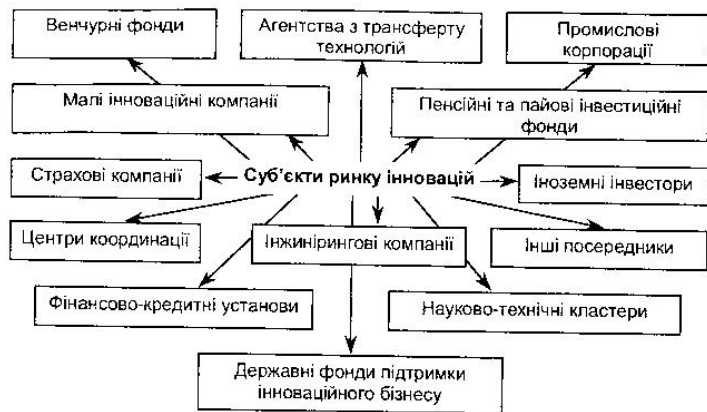 Венчурні фонди
Агентства з трансферту
технологій
Промислові
корпорації
Малі інноваційні компанії
Пенсійні та пайові інвестиційні
фонди
Страхові компанії
Суб'єкти ринку інновацій
Іноземні інвестори
Центри координації
Інжинірингові компанії
Інші посередники
Фінансово-кредитні установи
Науково-технічні кластери
Державні фонди підтримки
інноваційного бізнесу